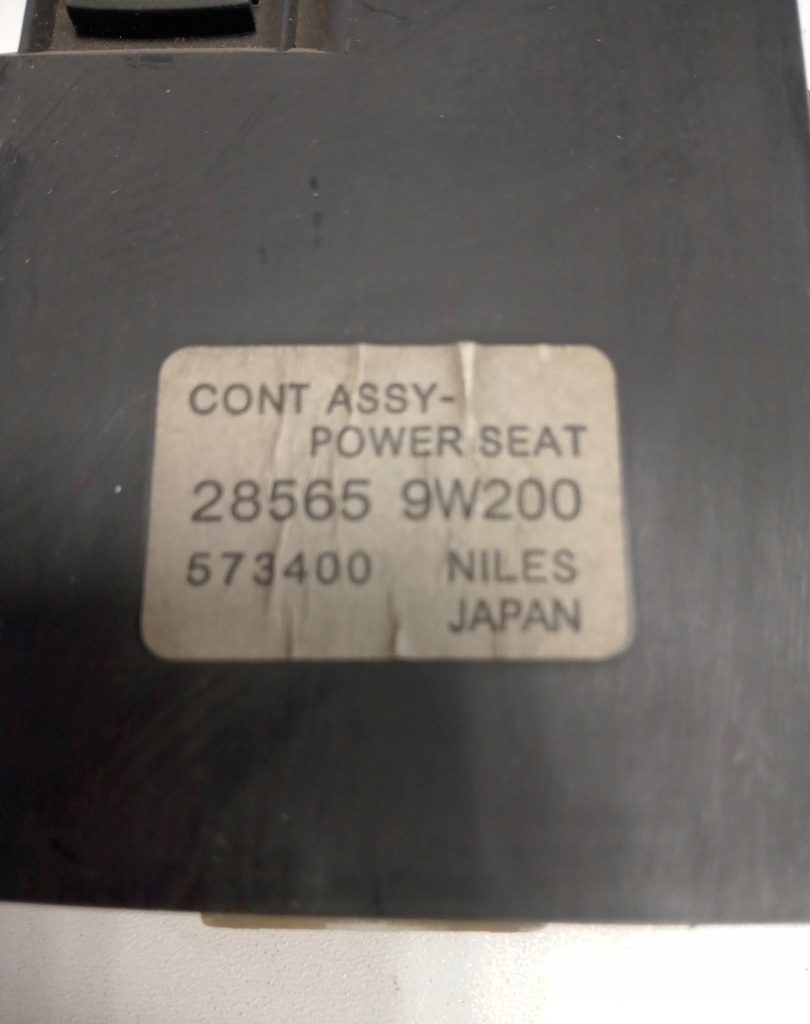 CONT ASSY-
POWER SEAT
28565 9W200
573400 NILES
JAPAN